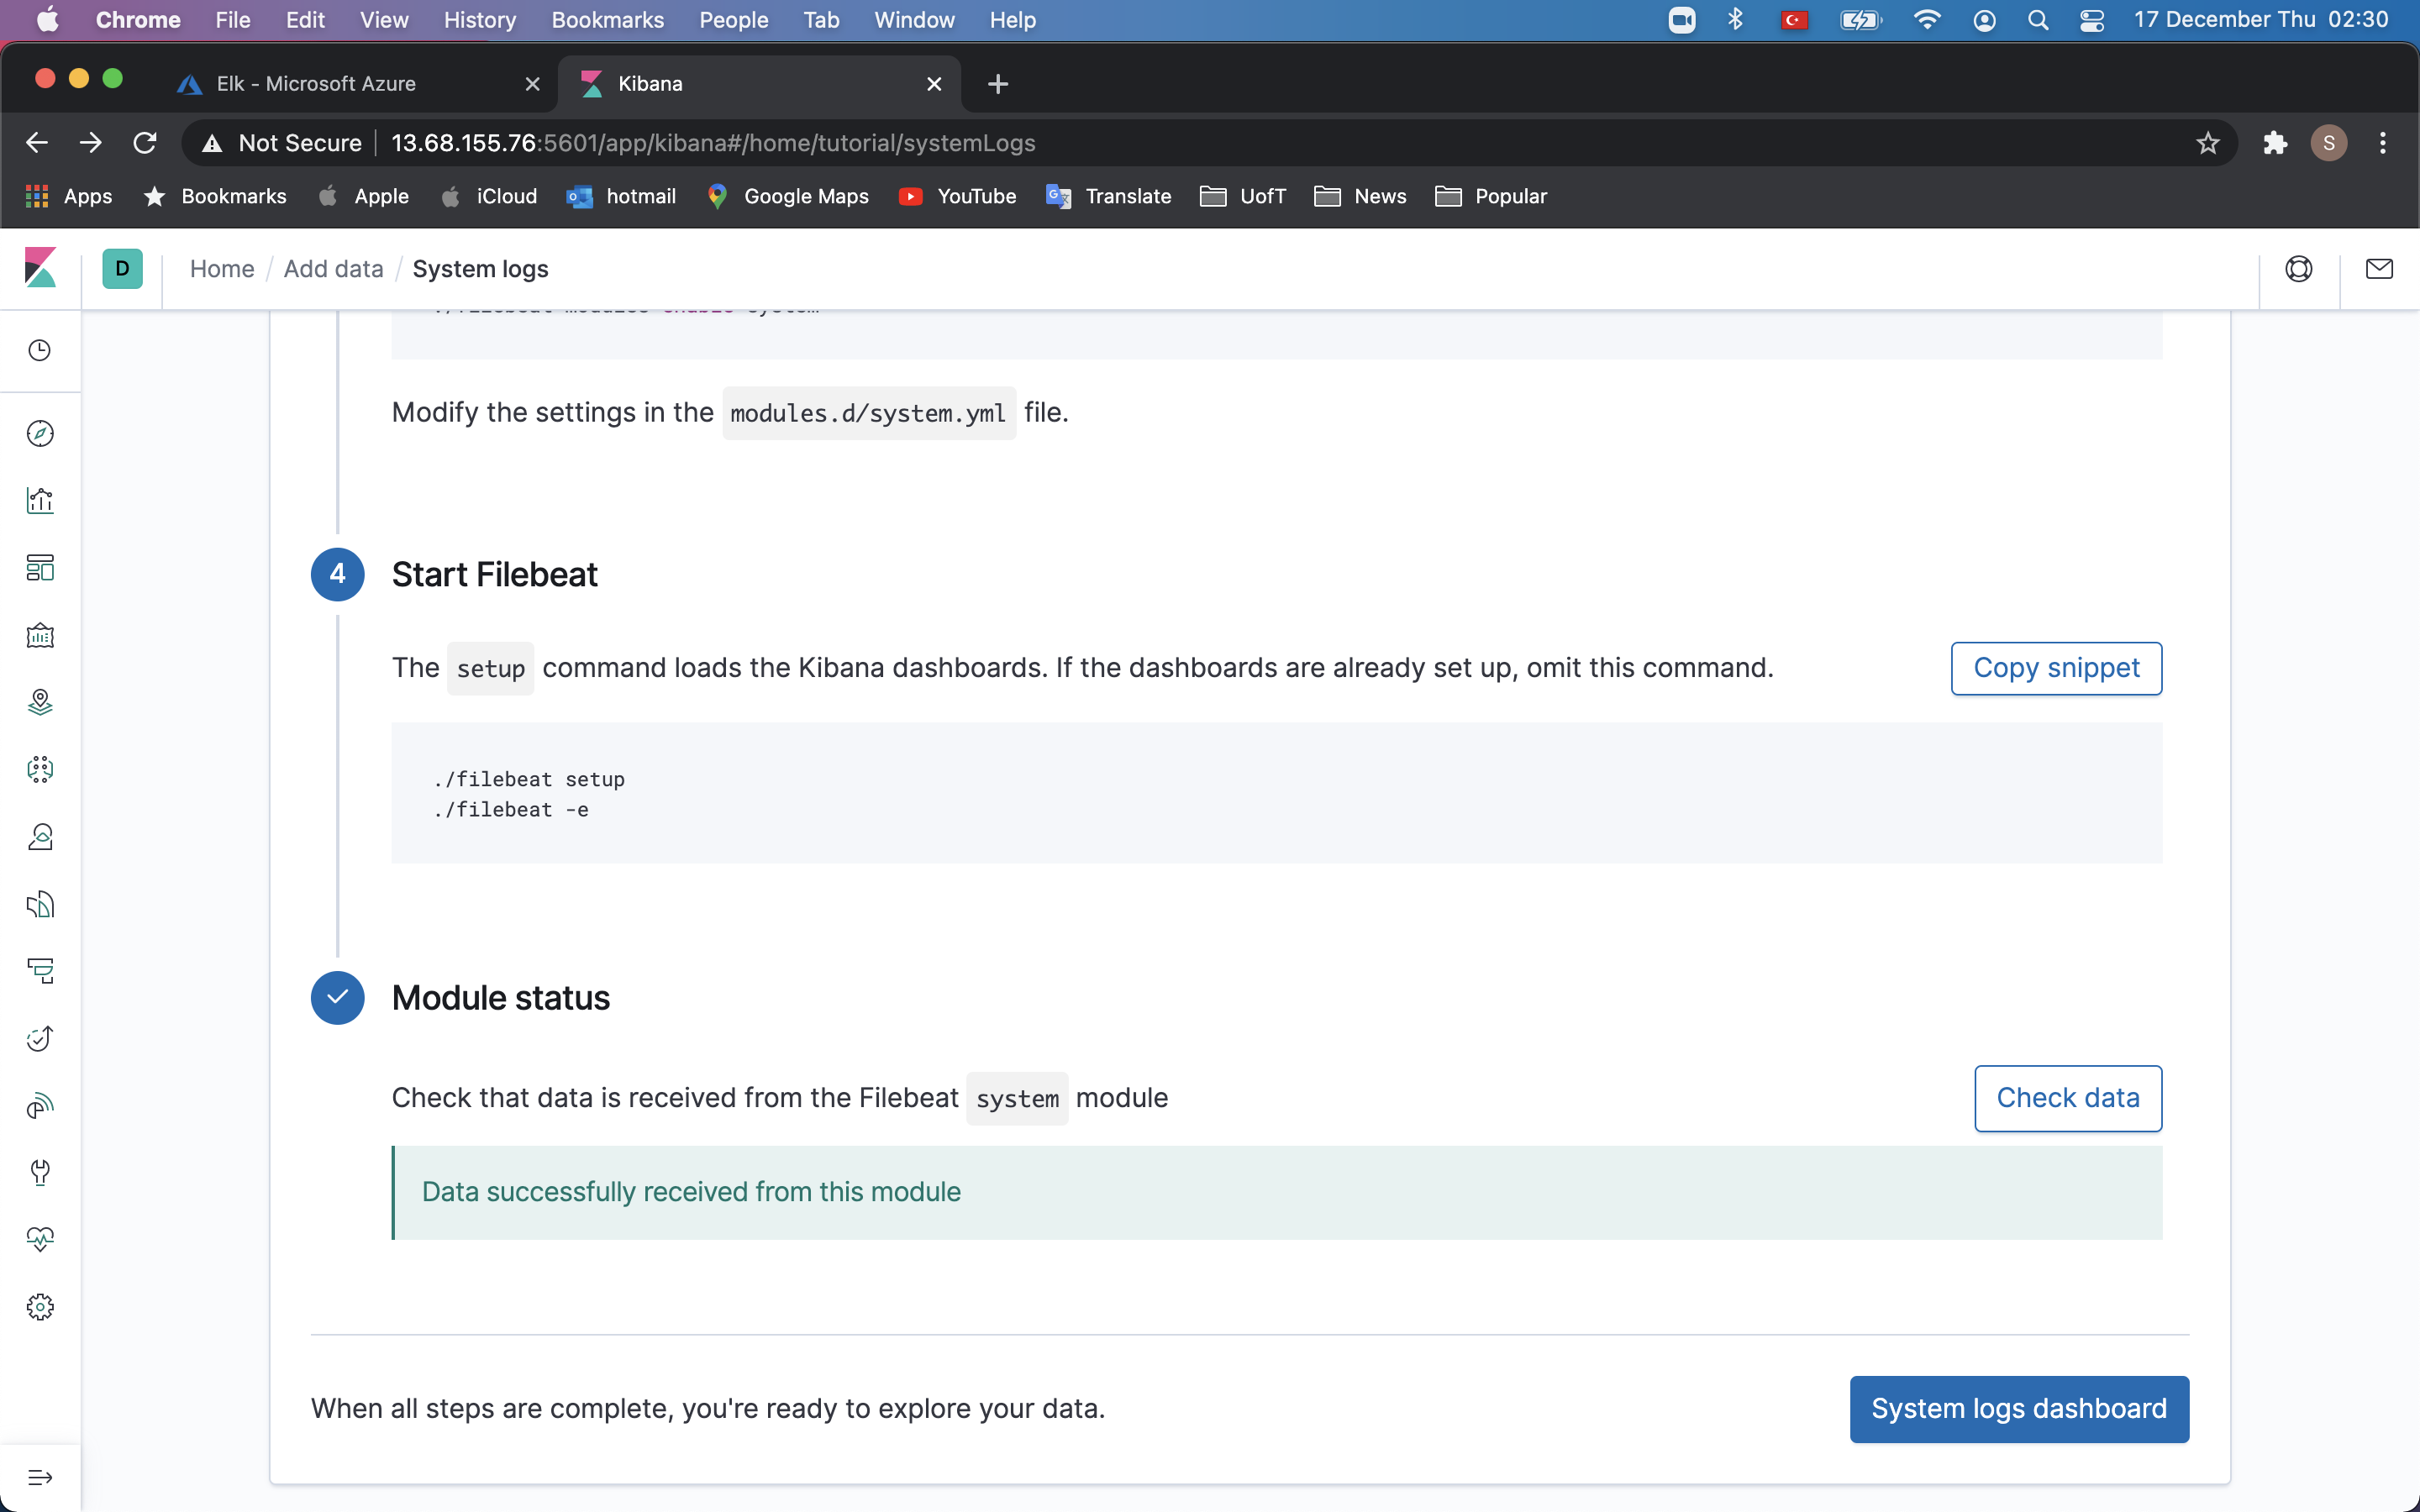 Chrome File Edit View History Bookmarks People Tab Window Help 17 December Thu 02:30
Elk - Microsoft Azure Kibana
Not Secure 13.68.155.76:5601/app/kibana#/home/tutorial/systemLogs S
Apps Bookmarks Apple iCloud hotmail Google Maps YouTube Translate UofT News Popular
D Home / Add data / System logs
./filebeat modules enable system
Modify the settings in the modules.d/system.yml file.
4 Start Filebeat
The setup command loads the Kibana dashboards. If the dashboards are already set up, omit this command. Copy snippet
./filebeat setup
./filebeat -e
Module status
Check that data is received from the Filebeat system module Check data
Data successfully received from this module
When all steps are complete, you're ready to explore your data. System logs dashboard